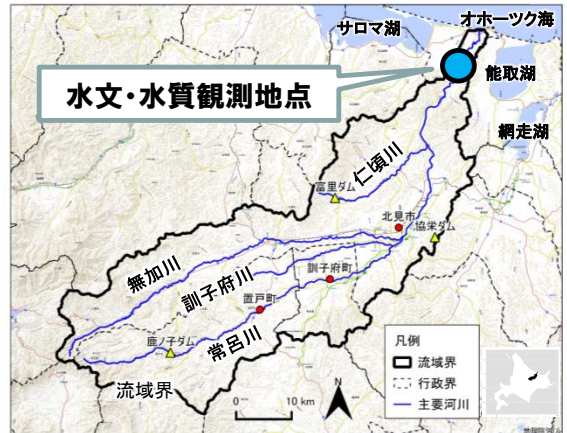 オホーツク海
サロマ湖
能取湖
水文・水質観測地点
網走湖
仁頃川
富里ダム
北見市
協栄ダム
無加川
訓子府川
訓子府町
置戸町
常呂川
鹿ノ子ダム
流域界
凡例
流域界
行政界
主要河川
N
0 10 km